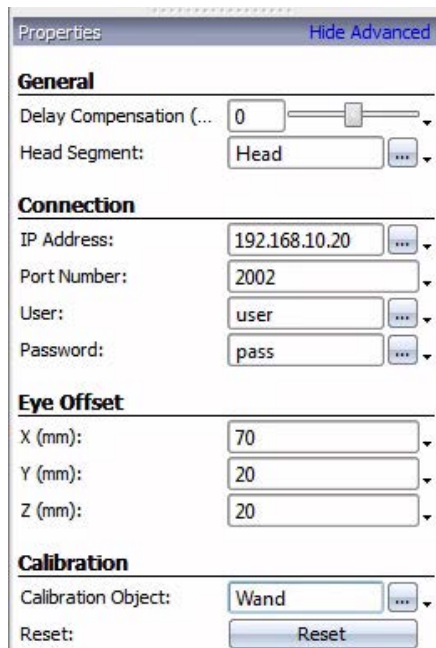 Properties Hide Advanced
General
Delay Compensation (... 0
Head Segment: Head ...
Connection
IP Address: 192.168.10.20 ...
Port Number: 2002
User: user ...
Password: pass ...
Eye Offset
X (mm): 70
Y (mm): 20
Z (mm): 20
Calibration
Calibration Object: Wand ...
Reset: Reset